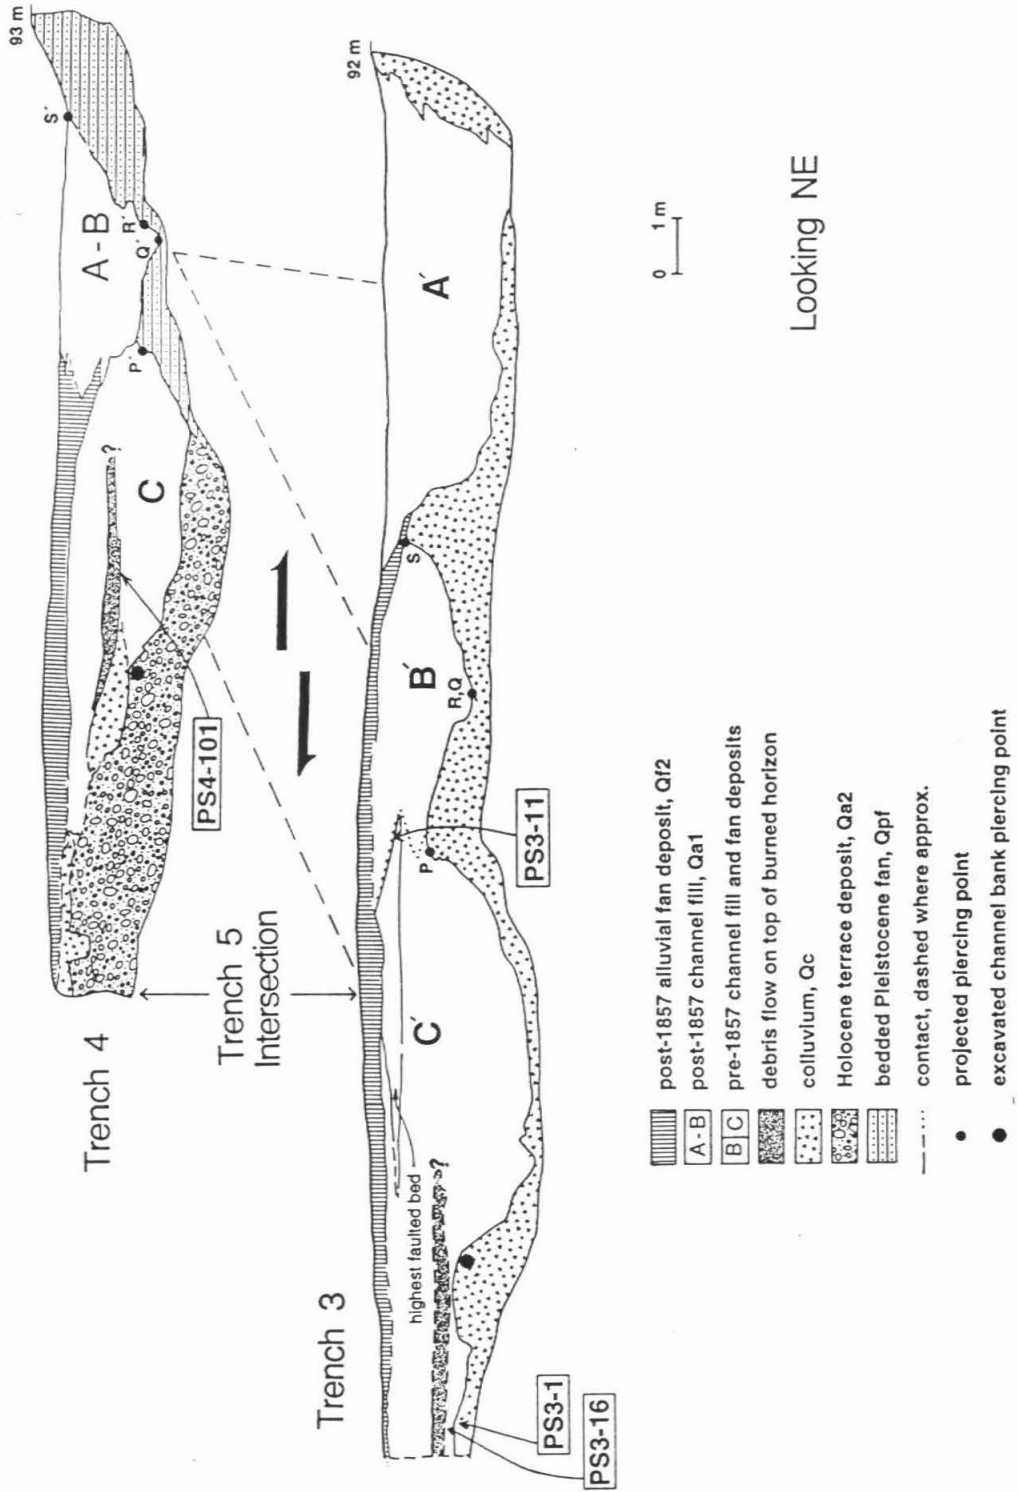 Trench 4
93 m
S´
A - B
R´
Q´
P´
C
?
PS4-101
Trench 5
Intersection
Trench 3
92 m
A´
S
B´
R,Q
P
PS3-11
C´
highest faulted bed
?
PS3-1
PS3-16
0 1m
Looking NE
post-1857 alluvial fan deposit, Qf2
A - B post-1857 channel fill, Qa1
B C pre-1857 channel fill and fan deposits
debris flow on top of burned horizon
colluvium, Qc
Holocene terrace deposit, Qa2
bedded Pleistocene fan, Qpf
contact, dashed where approx.
projected piercing point
excavated channel bank piercing point